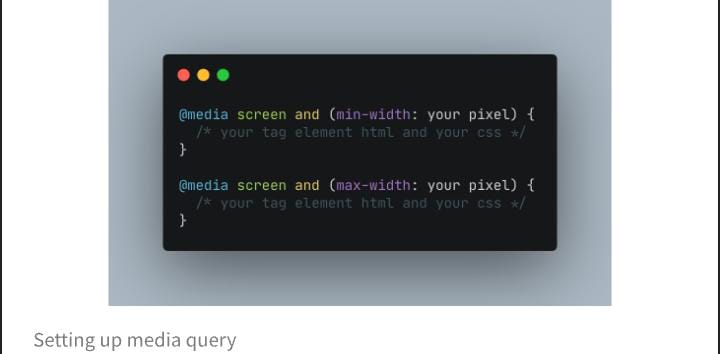 @media screen and (min-width: your pixel) {
  /* your tag element html and your css */
}
@media screen and (max-width: your pixel) {
  /* your tag element html and your css */
}
Setting up media query